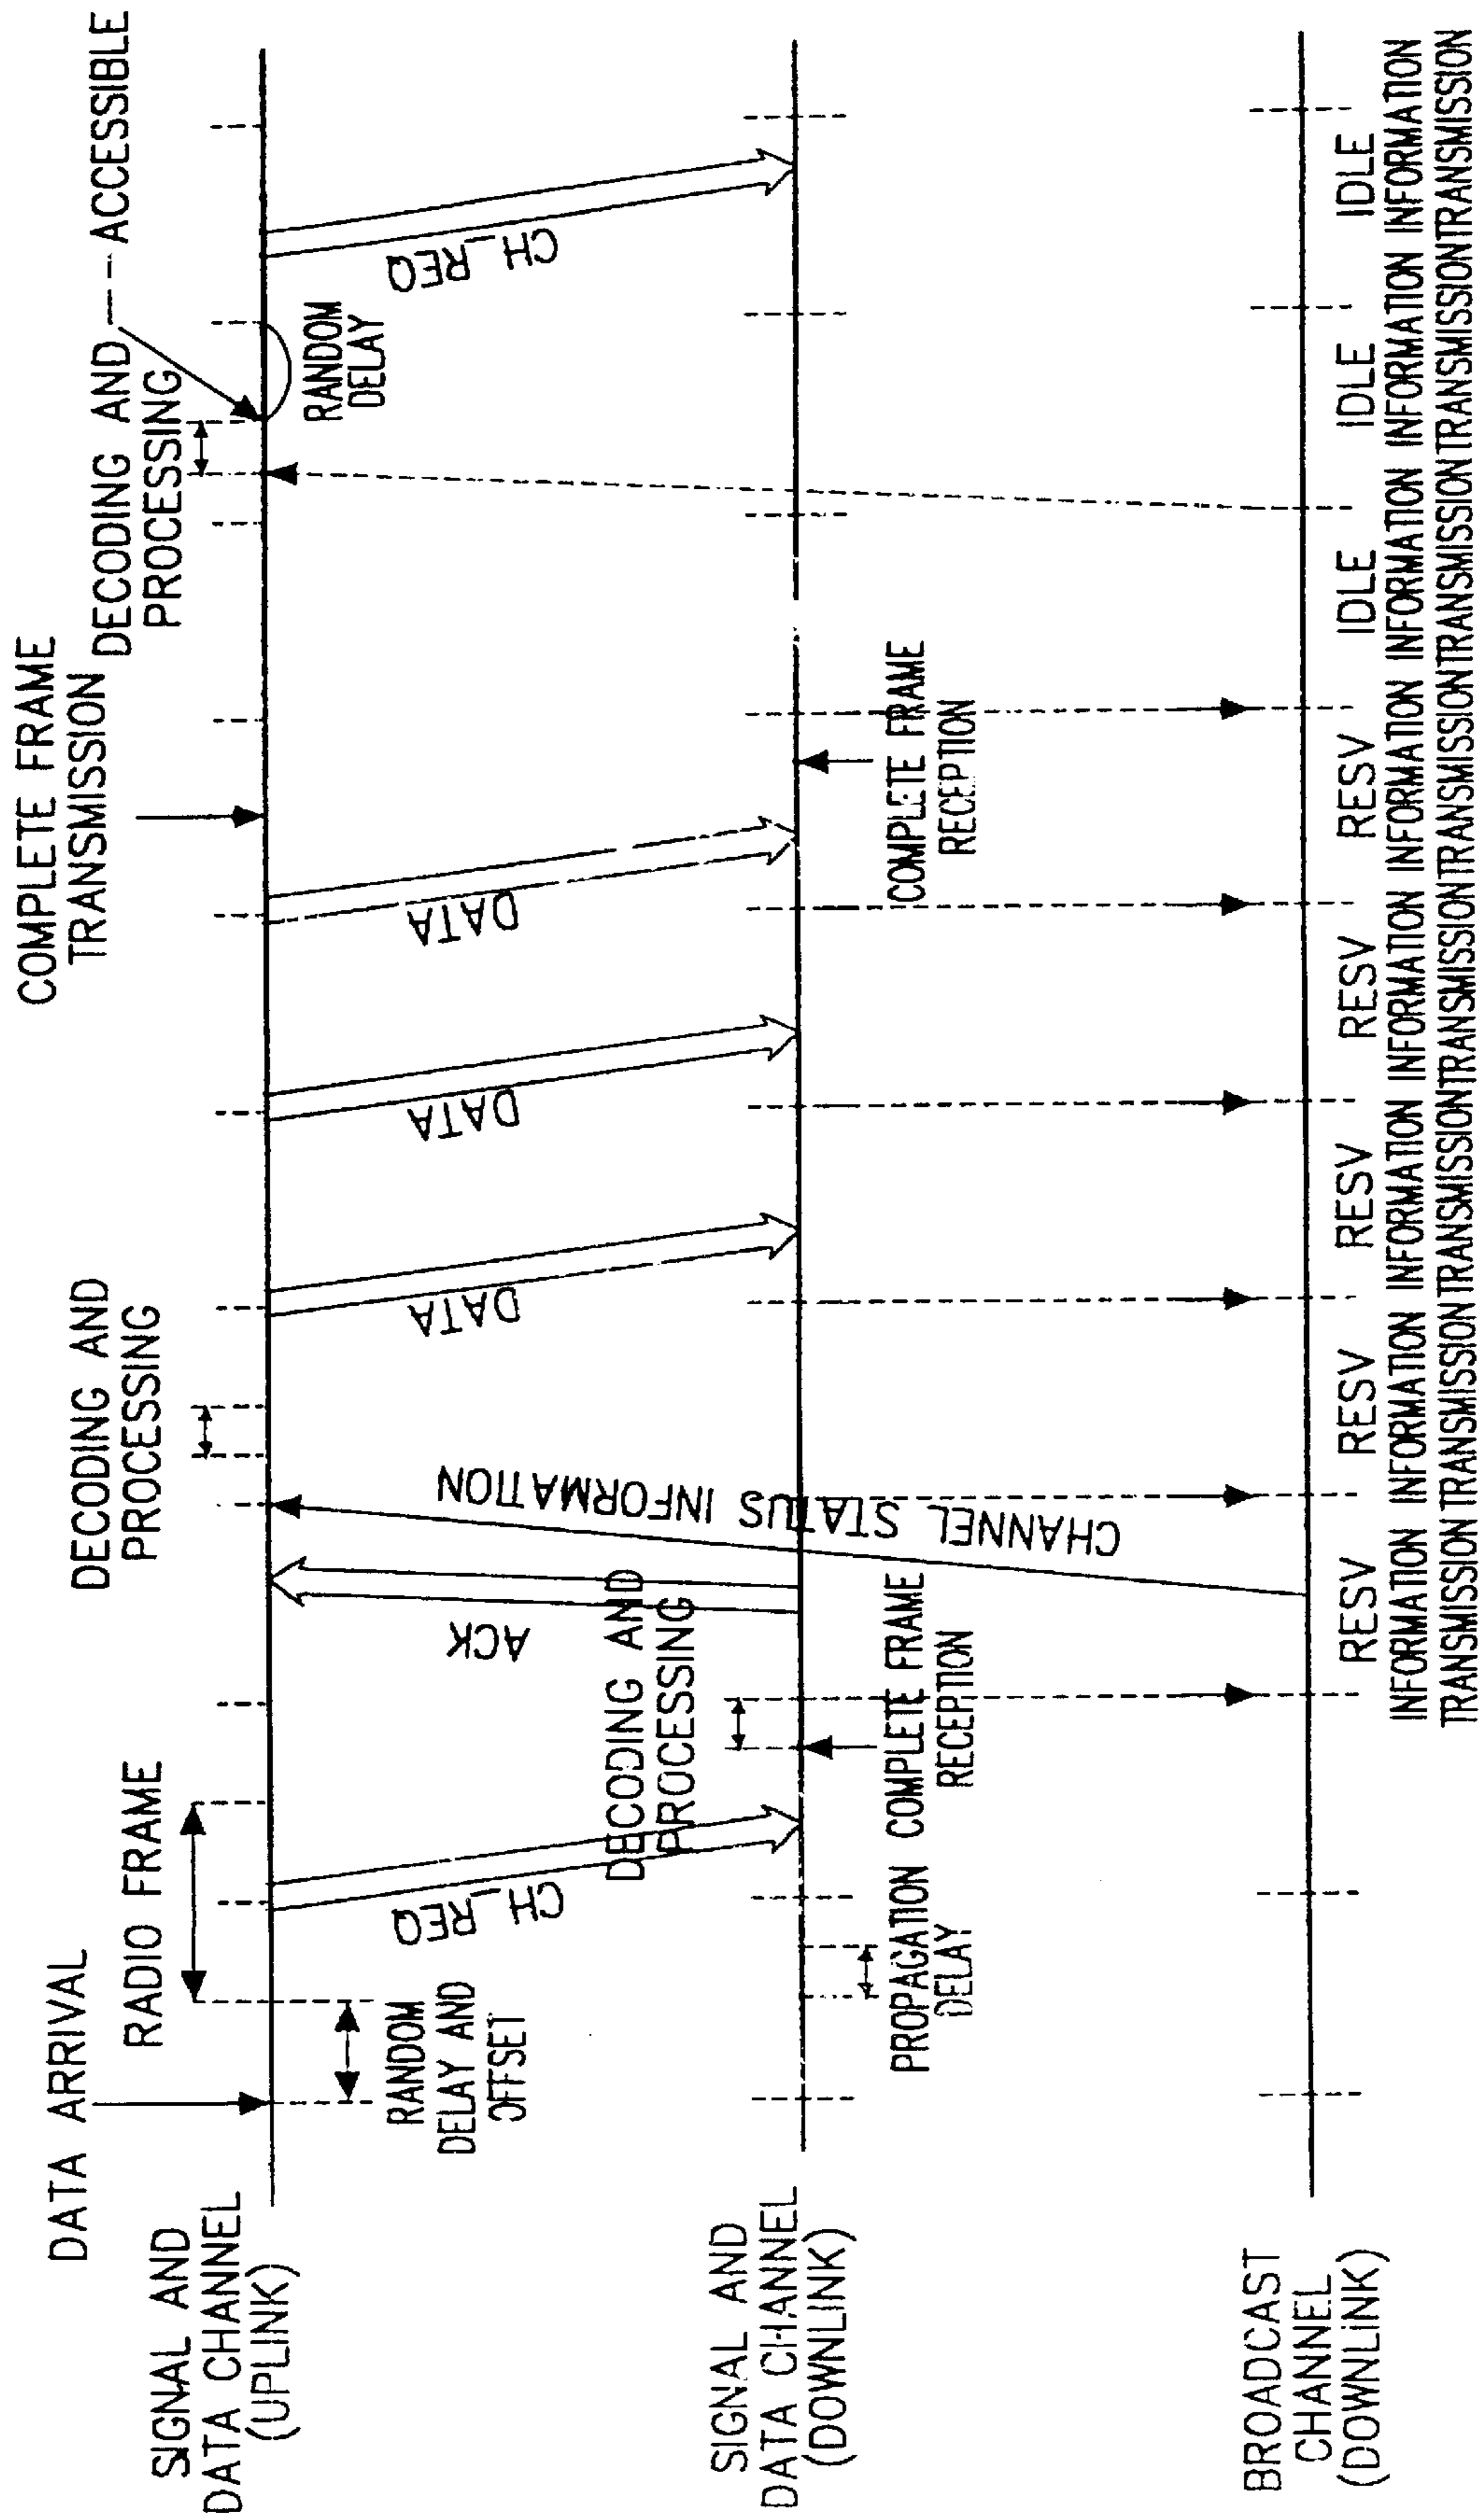 DATA ARRIVAL
RADIO FRAME
DECODING AND
PROCESSING
COMPLETE FRAME
TRANSMISSION
DECODING AND
PROCESSING
ACCESSIBLE
SIGNAL AND
DATA CHANNEL
(UPLINK)
RANDOM
DELAY AND
OFFSET
CH_REQ
ACK
DATA
DATA
DATA
RANDOM
DELAY
CH_REQ
DECODING AND
PROCESSING
CHANNEL STATUS INFORMATION
SIGNAL AND
DATA CHANNEL
(DOWNLINK)
PROPAGATION
DELAY
COMPLETE FRAME
RECEPTION
COMPLETE FRAME
RECEPTION
BROADCAST
CHANNEL
(DOWNLINK)
RESV RESV RESV RESV RESV IDLE IDLE IDLE
INFORMATION INFORMATION INFORMATION INFORMATION INFORMATION INFORMATION INFORMATION INFORMATION
TRANSMISSION TRANSMISSION TRANSMISSION TRANSMISSION TRANSMISSION TRANSMISSION TRANSMISSION TRANSMISSION